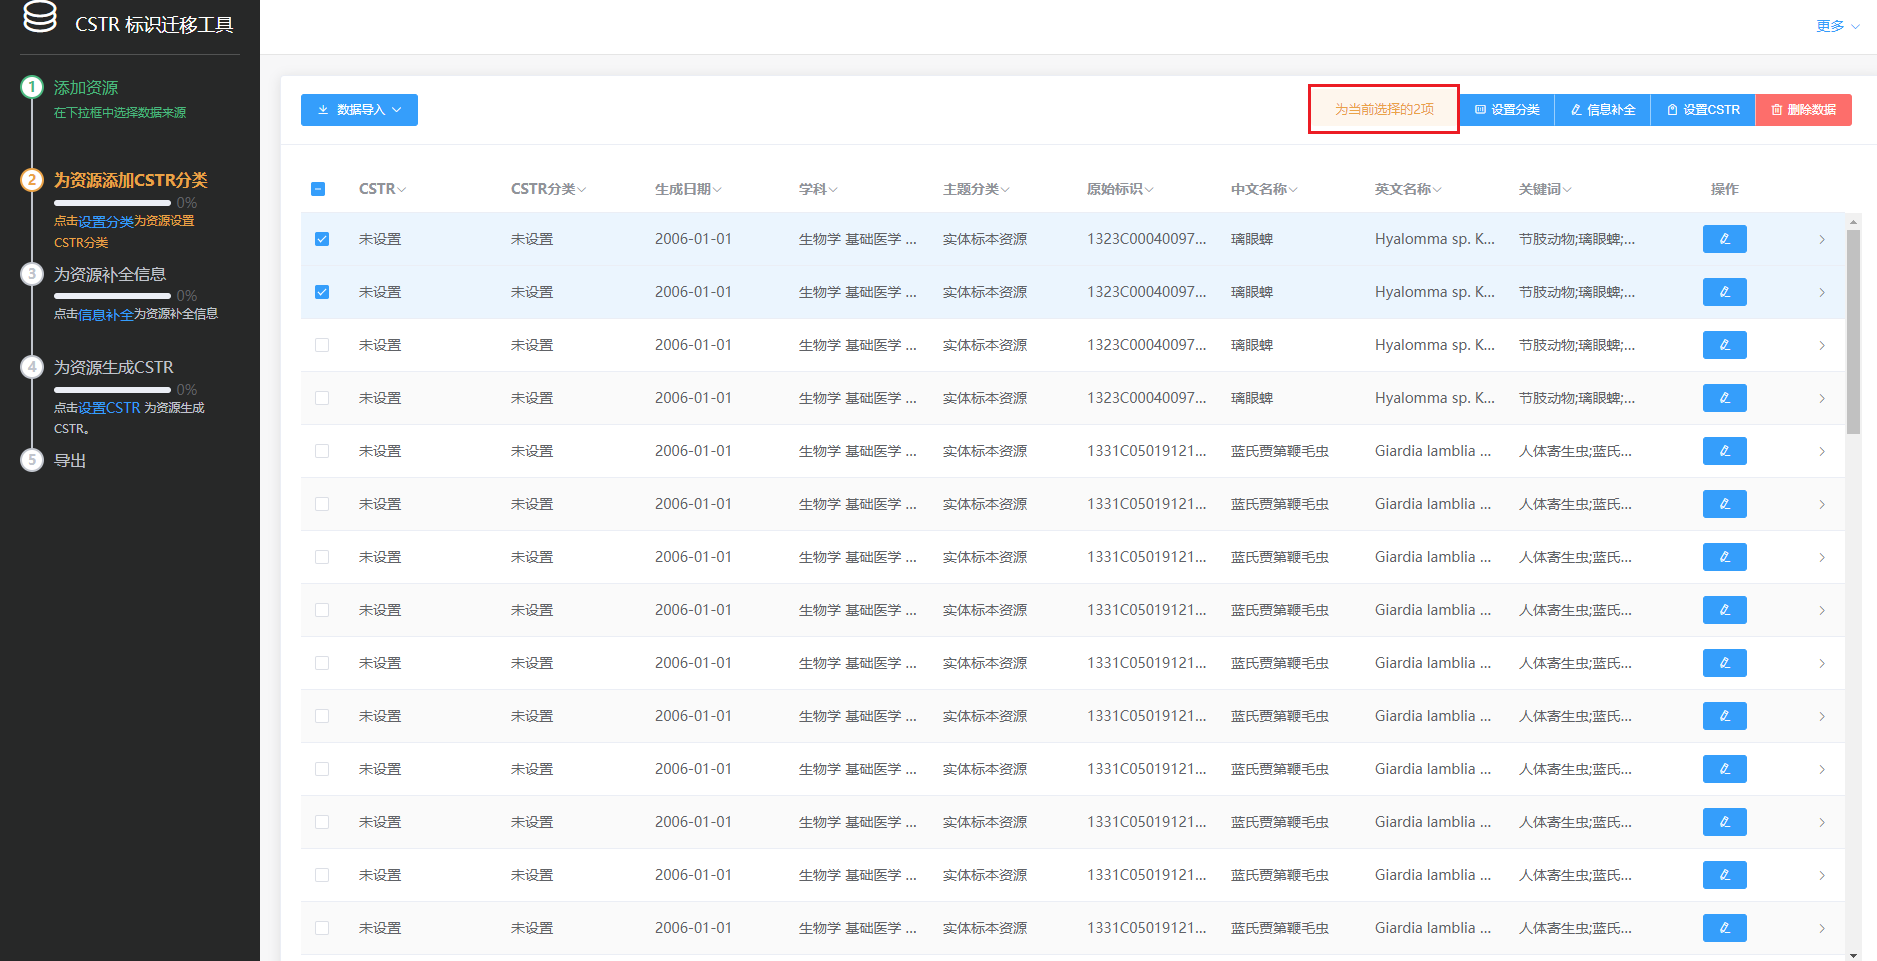 CSTR 标识迁移工具
更多
1 添加资源
在下拉框中选择数据来源
2 为资源添加CSTR分类
0%
点击设置分类为资源设置
CSTR分类
3 为资源补全信息
0%
点击信息补全为资源补全信息
4 为资源生成CSTR
0%
点击设置CSTR 为资源生成
CSTR。
5 导出
数据导入 为当前选择的2项 设置分类 信息补全 设置CSTR 删除数据
CSTR CSTR分类 生成日期 学科 主题分类 原始标识 中文名称 英文名称 关键词 操作
未设置 未设置 2006-01-01 生物学 基础医学 ... 实体标本资源 1323C00040097... 璃眼蜱 Hyalomma sp. K... 节肢动物;璃眼蜱;...
未设置 未设置 2006-01-01 生物学 基础医学 ... 实体标本资源 1323C00040097... 璃眼蜱 Hyalomma sp. K... 节肢动物;璃眼蜱;...
未设置 未设置 2006-01-01 生物学 基础医学 ... 实体标本资源 1323C00040097... 璃眼蜱 Hyalomma sp. K... 节肢动物;璃眼蜱;...
未设置 未设置 2006-01-01 生物学 基础医学 ... 实体标本资源 1323C00040097... 璃眼蜱 Hyalomma sp. K... 节肢动物;璃眼蜱;...
未设置 未设置 2006-01-01 生物学 基础医学 ... 实体标本资源 1331C05019121... 蓝氏贾第鞭毛虫 Giardia lamblia ... 人体寄生虫;蓝氏...
未设置 未设置 2006-01-01 生物学 基础医学 ... 实体标本资源 1331C05019121... 蓝氏贾第鞭毛虫 Giardia lamblia ... 人体寄生虫;蓝氏...
未设置 未设置 2006-01-01 生物学 基础医学 ... 实体标本资源 1331C05019121... 蓝氏贾第鞭毛虫 Giardia lamblia ... 人体寄生虫;蓝氏...
未设置 未设置 2006-01-01 生物学 基础医学 ... 实体标本资源 1331C05019121... 蓝氏贾第鞭毛虫 Giardia lamblia ... 人体寄生虫;蓝氏...
未设置 未设置 2006-01-01 生物学 基础医学 ... 实体标本资源 1331C05019121... 蓝氏贾第鞭毛虫 Giardia lamblia ... 人体寄生虫;蓝氏...
未设置 未设置 2006-01-01 生物学 基础医学 ... 实体标本资源 1331C05019121... 蓝氏贾第鞭毛虫 Giardia lamblia ... 人体寄生虫;蓝氏...
未设置 未设置 2006-01-01 生物学 基础医学 ... 实体标本资源 1331C05019121... 蓝氏贾第鞭毛虫 Giardia lamblia ... 人体寄生虫;蓝氏...
未设置 未设置 2006-01-01 生物学 基础医学 ... 实体标本资源 1331C05019121... 蓝氏贾第鞭毛虫 Giardia lamblia ... 人体寄生虫;蓝氏...
未设置 未设置 2006-01-01 生物学 基础医学 ... 实体标本资源 1331C05019121... 蓝氏贾第鞭毛虫 Giardia lamblia ... 人体寄生虫;蓝氏...
未设置 未设置 2006-01-01 生物学 基础医学 ... 实体标本资源 1331C05019121... 蓝氏贾第鞭毛虫 Giardia lamblia ... 人体寄生虫;蓝氏...